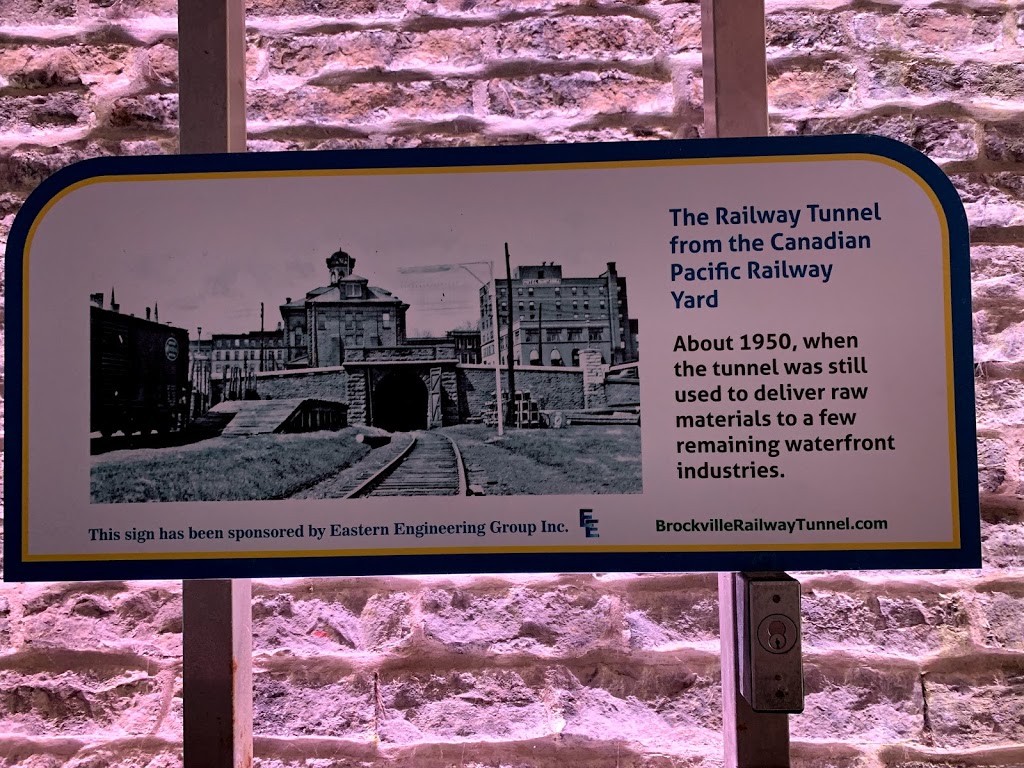 The Railway Tunnel
from the Canadian
Pacific Railway
Yard
About 1950, when
the tunnel was still
used to deliver raw
materials to a few
remaining waterfront
industries.
This sign has been sponsored by Eastern Engineering Group Inc.
BrockvilleRailwayTunnel.com